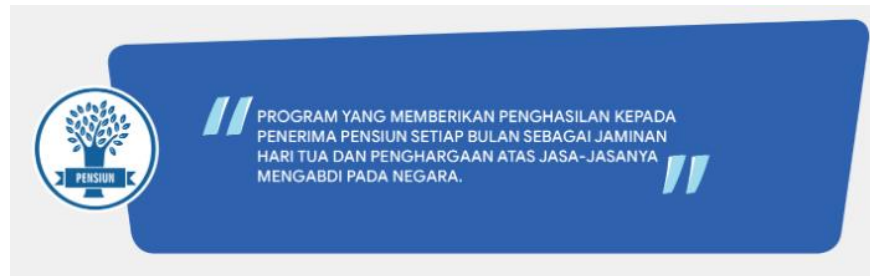 PENSIUN
PROGRAM YANG MEMBERIKAN PENGHASILAN KEPADA
PENERIMA PENSIUN SETIAP BULAN SEBAGAI JAMINAN
HARI TUA DAN PENGHARGAAN ATAS JASA-JASANYA
MENGABDI PADA NEGARA.